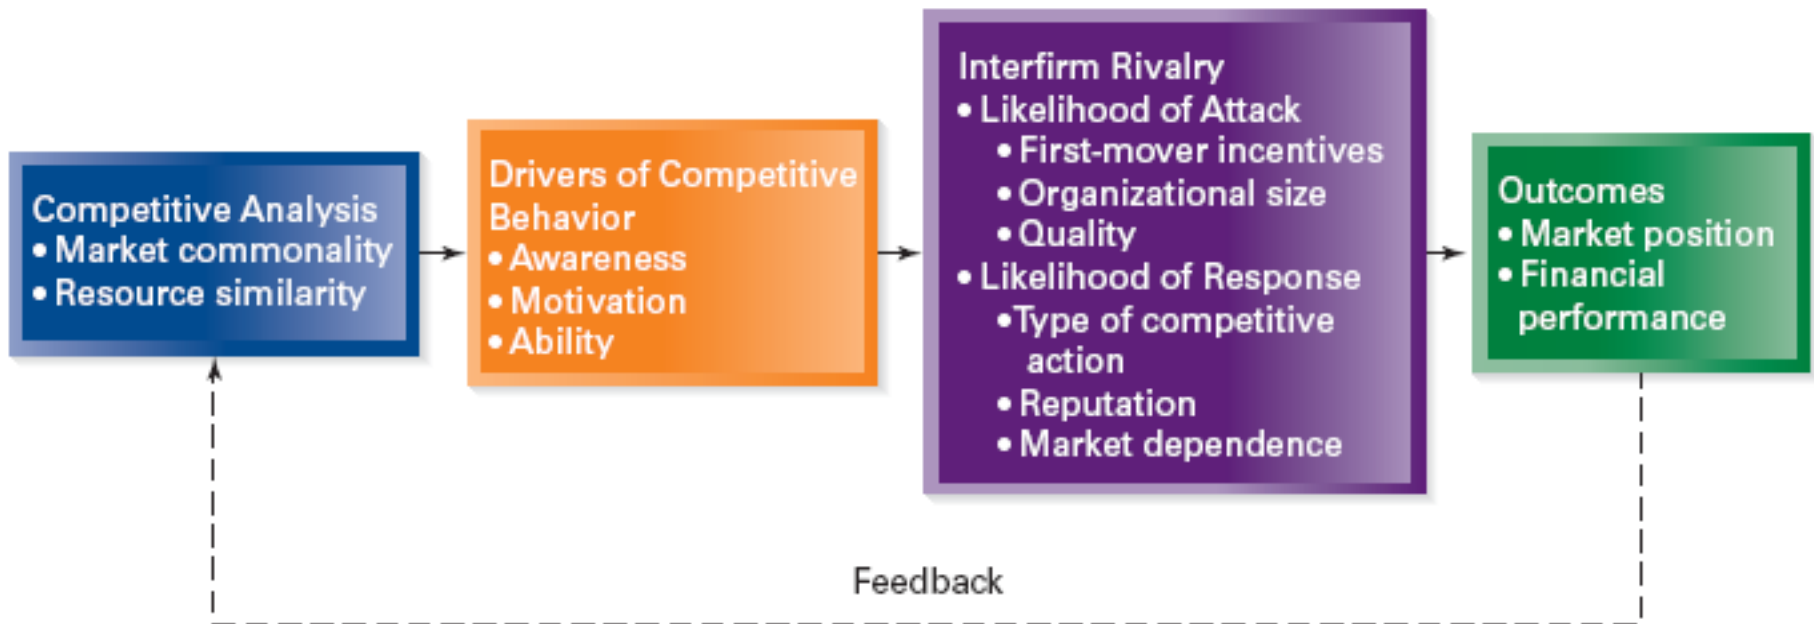 Competitive Analysis
• Market commonality
• Resource similarity
Drivers of Competitive
Behavior
• Awareness
• Motivation
• Ability
Interfirm Rivalry
• Likelihood of Attack
• First-mover incentives
• Organizational size
• Quality
• Likelihood of Response
•Type of competitive
action
• Reputation
• Market dependence
Outcomes
• Market position
• Financial
performance
Feedback